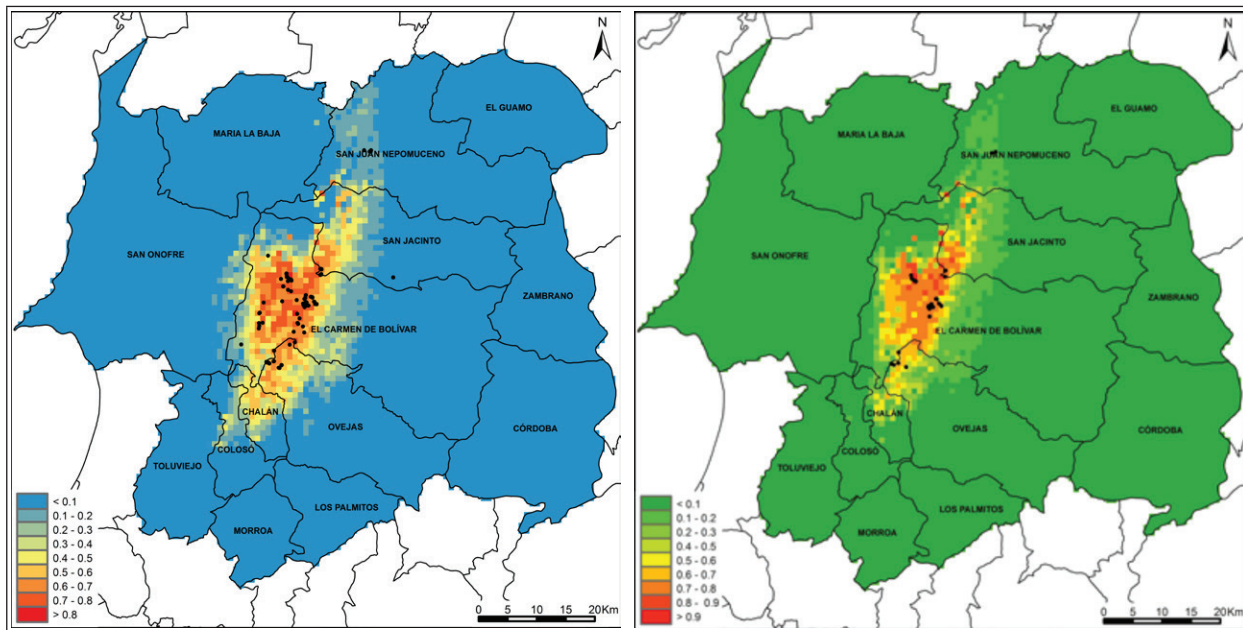 N
EL GUAMO
MARIA LA BAJA
SAN JUAN NEPOMUCENO
SAN JACINTO
SAN ONOFRE
ZAMBRANO
EL CARMEN DE BOLÍVAR
CHALÁN
OVEJAS
CÓRDOBA
COLOSÓ
TOLUVIEJO
LOS PALMITOS
MORROA
< 0.1
0.1 - 0.2
0.2 - 0.3
0.3 - 0.4
0.4 - 0.5
0.5 - 0.6
0.6 - 0.7
0.7 - 0.8
> 0.8
0 5 10 15 20Km
N
EL GUAMO
MARIA LA BAJA
SAN JUAN NEPOMUCENO
SAN JACINTO
SAN ONOFRE
ZAMBRANO
EL CARMEN DE BOLÍVAR
CHALÁN
OVEJAS
CÓRDOBA
COLOSÓ
TOLUVIEJO
LOS PALMITOS
MORROA
< 0.1
0.1 - 0.2
0.2 - 0.3
0.4 - 0.5
0.5 - 0.6
0.6 - 0.7
0.7 - 0.8
0.8 - 0.9
> 0.9
0 5 10 15 20Km